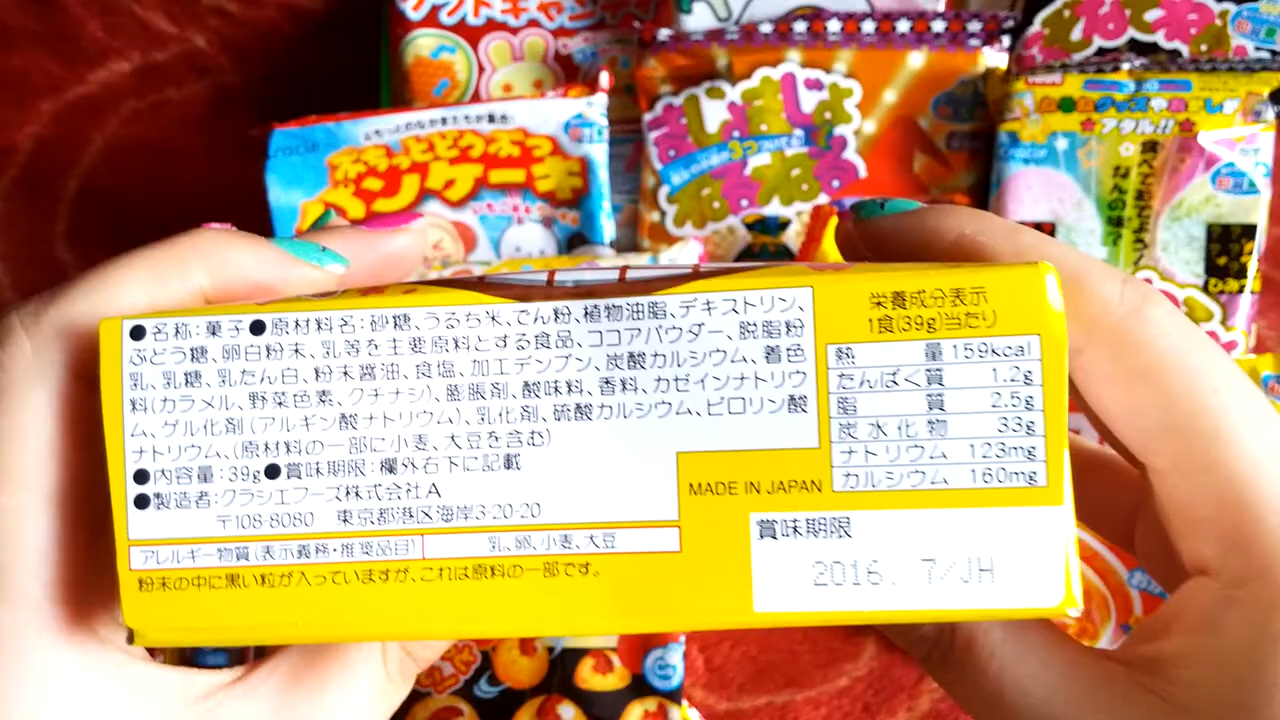 ぷちっとどうぶつ
パンケーキ
まじょまじょ
ねるねる
アタル!!
●名称:菓子●原材料名:砂糖、うるち米、でん粉、植物油脂、デキストリン、
ぶどう糖、卵白粉末、乳等を主要原料とする食品、ココアパウダー、脱脂粉
乳、乳糖、乳たん白、粉末醤油、食塩、加工デンプン、炭酸カルシウム、着色
料(カラメル、野菜色素、クチナシ)、膨脹剤、酸味料、香料、カゼインナトリウ
ム、ゲル化剤(アルギン酸ナトリウム)、乳化剤、硫酸カルシウム、ピロリン酸
ナトリウム、(原材料の一部に小麦、大豆を含む)
●内容量:39g●賞味期限:欄外右下に記載
●製造者:クラシエフーズ株式会社A
〒108-8080 東京都港区海岸3-20-20
アレルギー物質(表示義務・推奨品目) 乳、卵、小麦、大豆
粉末の中に黒い粒が入っていますが、これは原料の一部です。
栄養成分表示
1食(39g)当たり
熱量 159kcal
たんぱく質 1.2g
脂質 2.5g
炭水化物 33g
ナトリウム 123mg
カルシウム 160mg
MADE IN JAPAN
賞味期限
2016. 7/JH